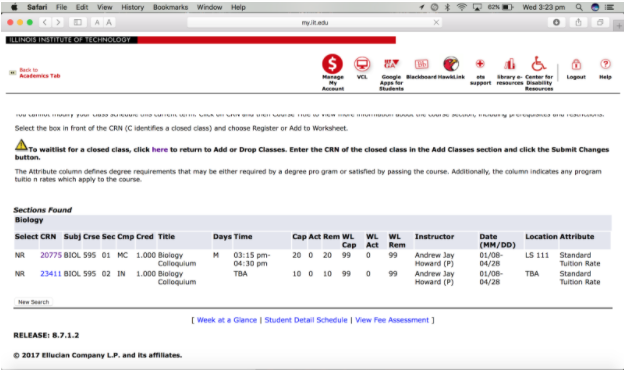 Safari File Edit View History Bookmarks Window Help 62% Wed 3:23 pm
A A my.iit.edu
ILLINOIS INSTITUTE OF TECHNOLOGY
Back to
Academics Tab
Manage My Account VCL Google Apps for Students Blackboard HawkLink ots support library e-resources Center for Disability Resources Logout Help
You cannot modify your class schedule this current term. Click on CRN and then Course Title to view more information about the course section, including prerequisites and restrictions.
Select the box in front of the CRN (C identifies a closed class) and choose Register or Add to Worksheet.
To waitlist for a closed class, click here to return to Add or Drop Classes. Enter the CRN of the closed class in the Add Classes section and click the Submit Changes
button.
The Attribute column defines degree requirements that may be either required by a degree pro gram or satisfied by passing the course. Additionally, the column indicates any program
tuitio n rates which apply to the course.
Sections Found
Biology
Select CRN Subj Crse Sec Cmp Cred Title Days Time Cap Act Rem WL Cap WL Act WL Rem Instructor Date (MM/DD) Location Attribute
NR 20775 BIOL 595 01 MC 1.000 Biology Colloquium M 03:15 pm-04:30 pm 20 0 20 99 0 99 Andrew Jay Howard (P) 01/08-04/28 LS 111 Standard Tuition Rate
NR 23411 BIOL 595 02 IN 1.000 Biology Colloquium TBA 10 0 10 99 0 99 Andrew Jay Howard (P) 01/08-04/28 TBA Standard Tuition Rate
New Search
[ Week at a Glance | Student Detail Schedule | View Fee Assessment ]
RELEASE: 8.7.1.2
© 2017 Ellucian Company L.P. and its affiliates.